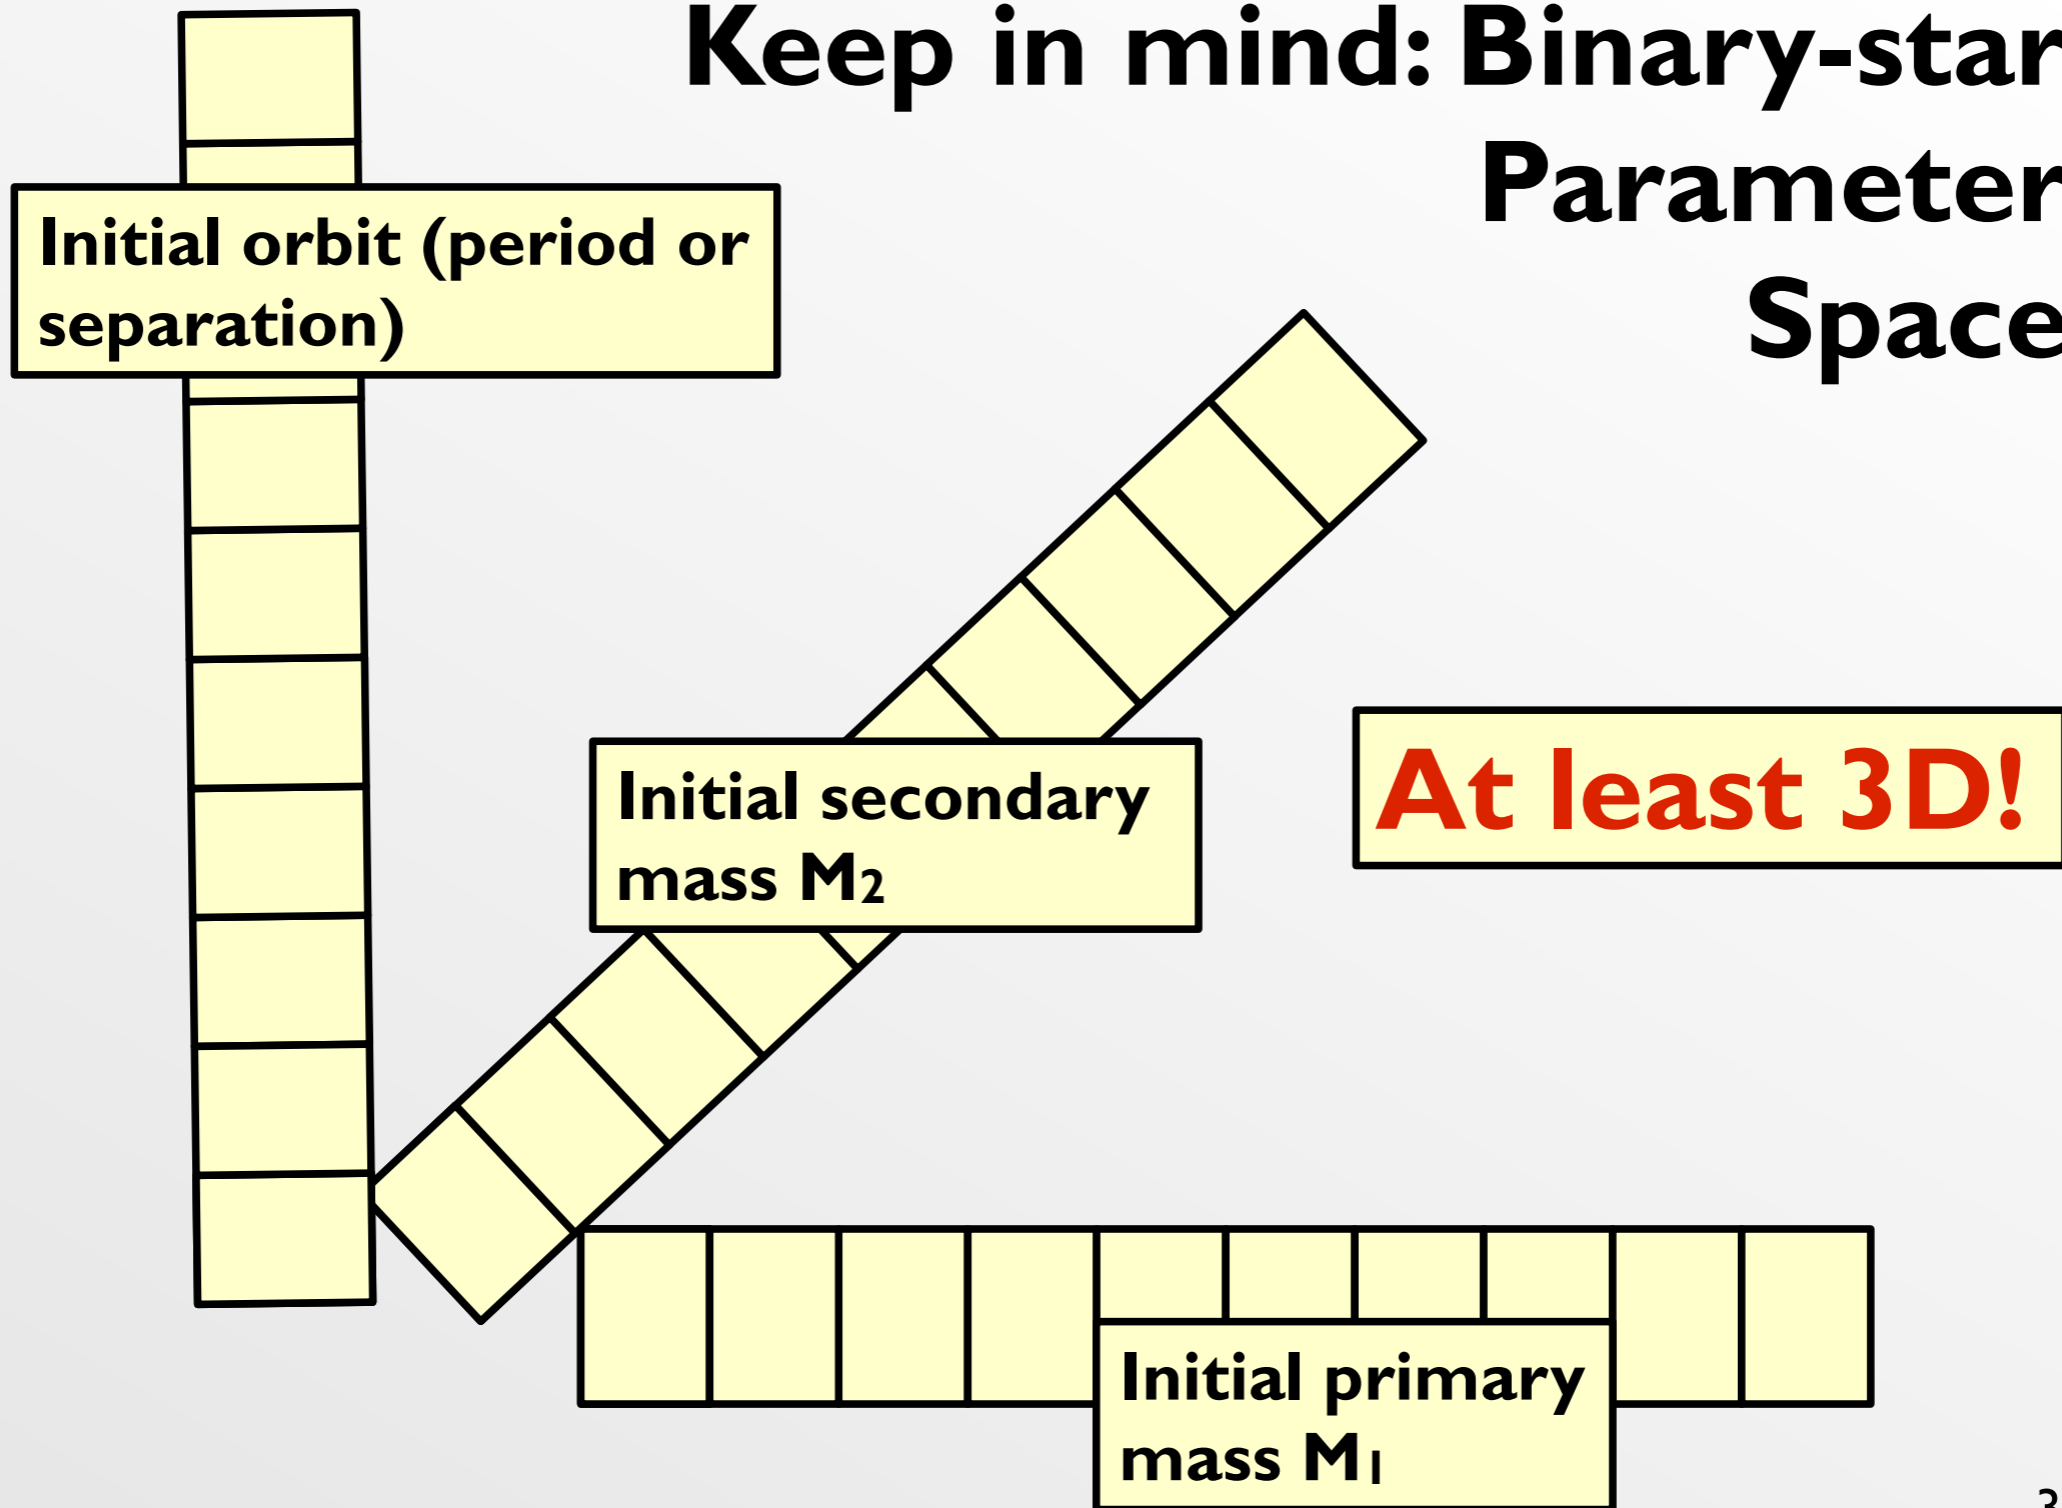 Keep in mind: Binary-star
Parameter
Space
Initial orbit (period or
separation)
Initial secondary
mass M₂
At least 3D!
Initial primary
mass M₁
3